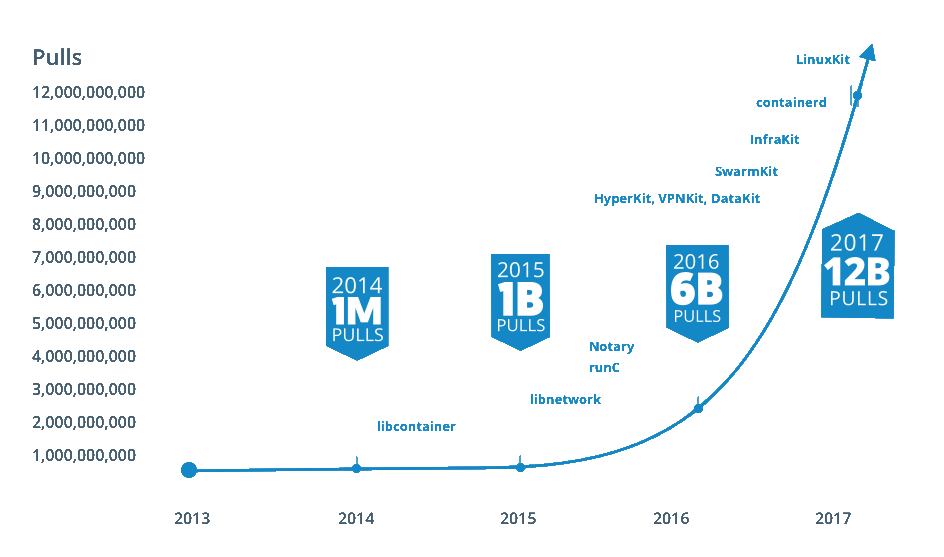 Pulls
12,000,000,000
11,000,000,000
10,000,000,000
9,000,000,000
8,000,000,000
7,000,000,000
6,000,000,000
5,000,000,000
4,000,000,000
3,000,000,000
2,000,000,000
1,000,000,000
LinuxKit
containerd
InfraKit
SwarmKit
HyperKit, VPNKit, DataKit
2014
1M
PULLS
2015
1B
PULLS
2016
6B
PULLS
2017
12B
PULLS
Notary
runC
libnetwork
libcontainer
2013
2014
2015
2016
2017